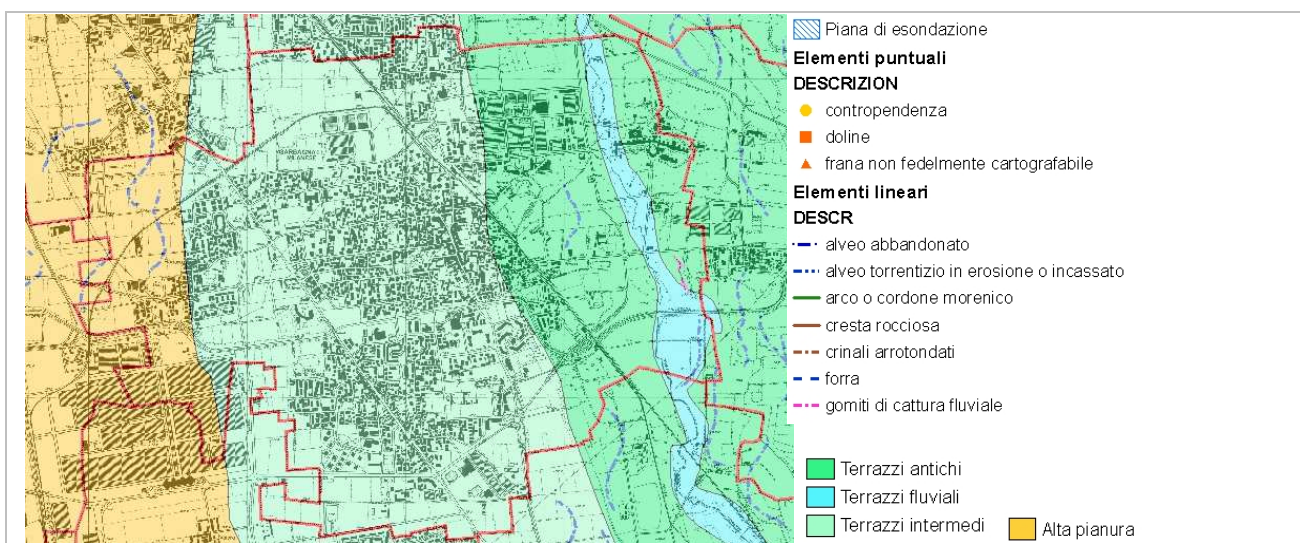 Piana di esondazione
Elementi puntuali
DESCRIZION
contropendenza
doline
frana non fedelmente cartografabile
Elementi lineari
DESCR
alveo abbandonato
alveo torrentizio in erosione o incassato
arco o cordone morenico
cresta rocciosa
crinali arrotondati
forra
gomiti di cattura fluviale
Terrazzi antichi
Terrazzi fluviali
Terrazzi intermedi
Alta pianura